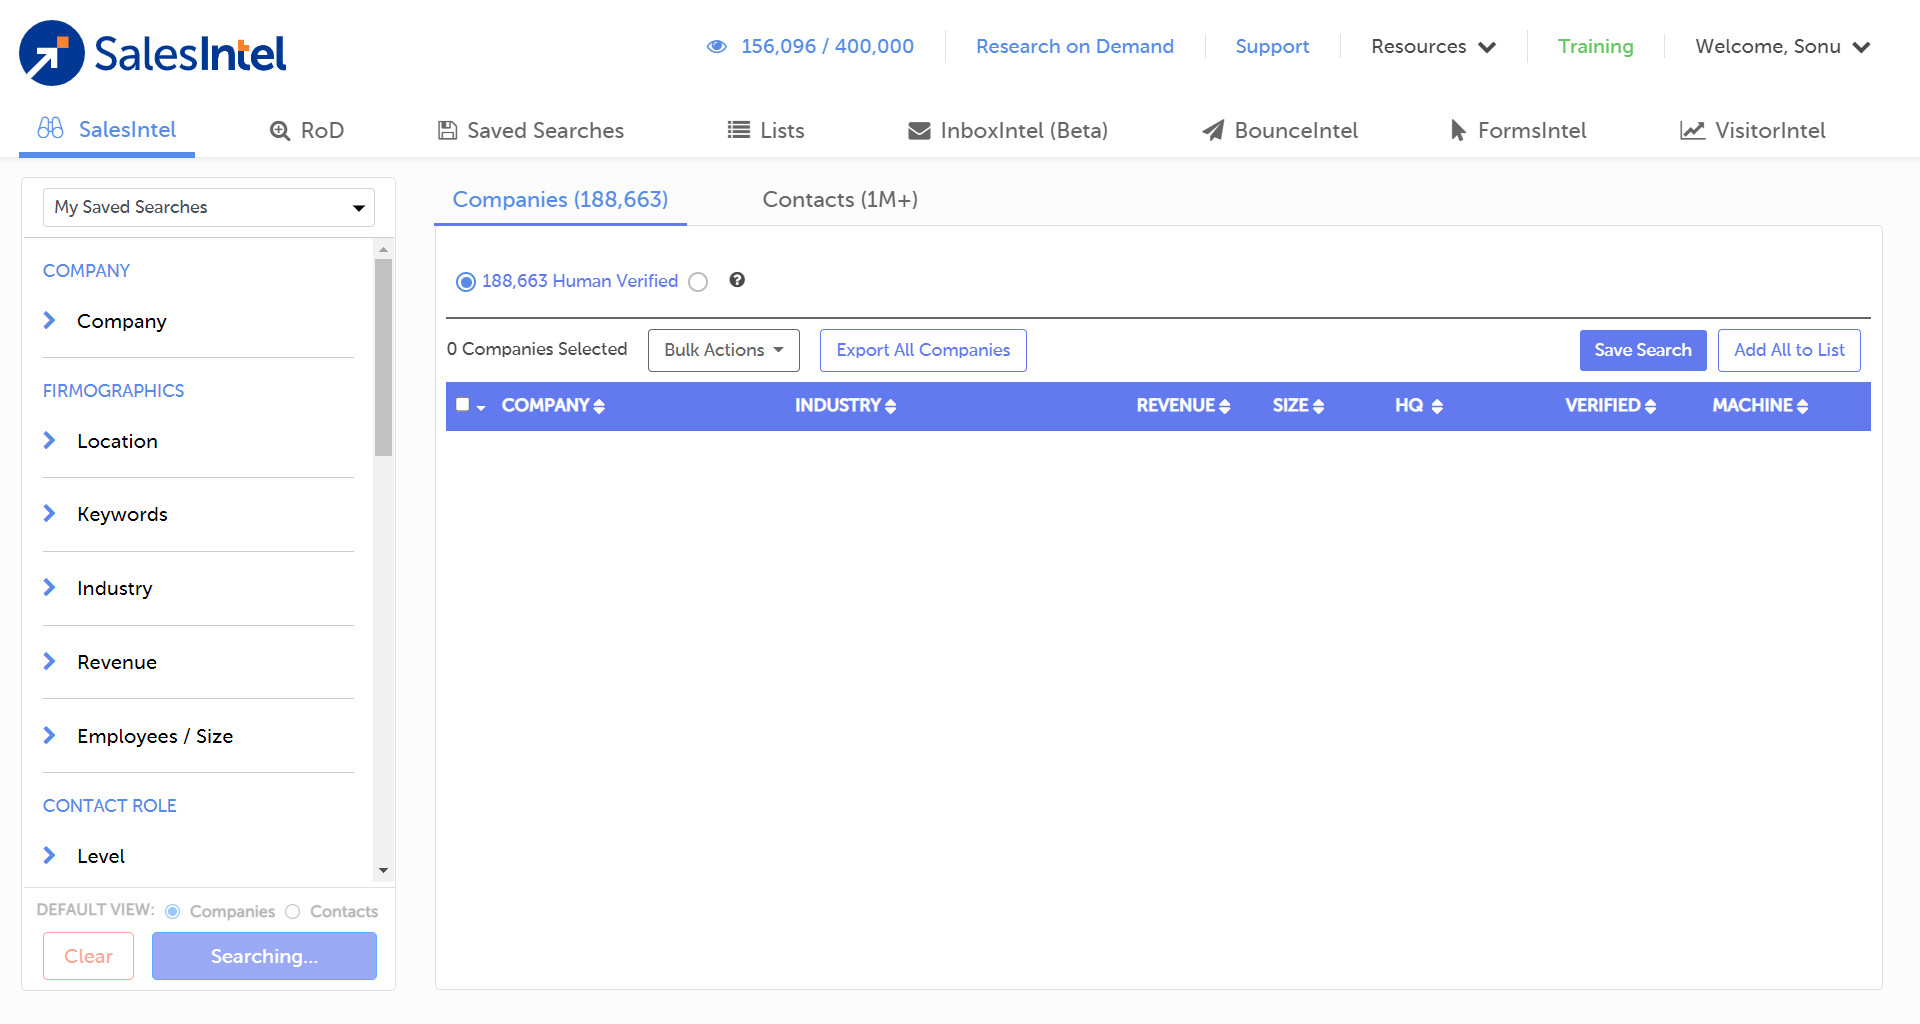 SalesIntel
156,096 / 400,000
Research on Demand
Support
Resources
Training
Welcome, Sonu
SalesIntel
RoD
Saved Searches
Lists
InboxIntel (Beta)
BounceIntel
FormsIntel
VisitorIntel
My Saved Searches
COMPANY
Company
FIRMOGRAPHICS
Location
Keywords
Industry
Revenue
Employees / Size
CONTACT ROLE
Level
DEFAULT VIEW: Companies Contacts
Clear
Searching...
Companies (188,663)
Contacts (1M+)
188,663 Human Verified
0 Companies Selected
Bulk Actions
Export All Companies
Save Search
Add All to List
COMPANY
INDUSTRY
REVENUE
SIZE
HQ
VERIFIED
MACHINE